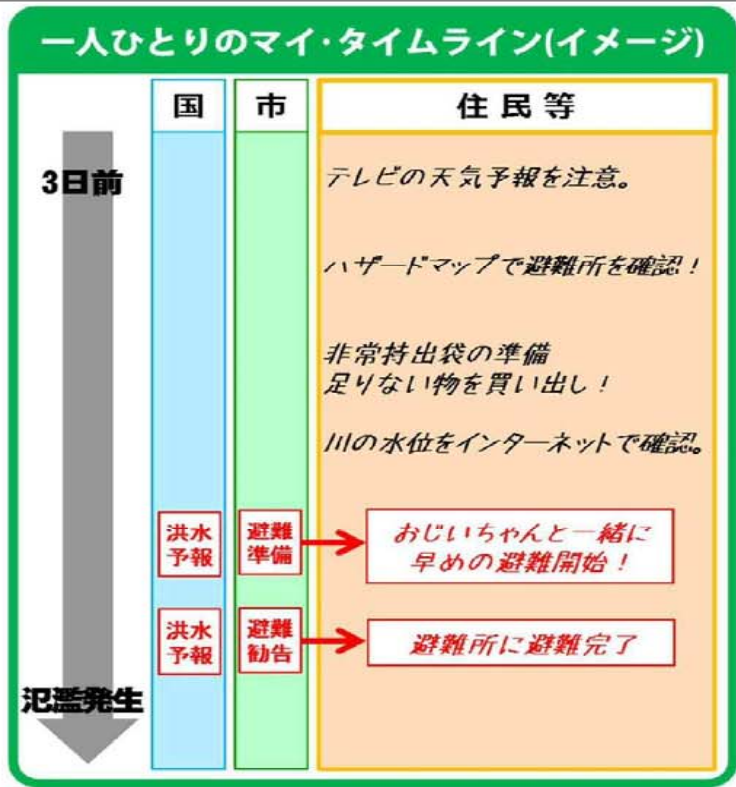 一人ひとりのマイ・タイムライン(イメージ)
国
市
住民等
3日前
テレビの天気予報を注意。
ハザードマップで避難所を確認！
非常持出袋の準備
足りない物を買い出し！
川の水位をインターネットで確認。
洪水
予報
避難
準備
おじいちゃんと一緒に
早めの避難開始！
洪水
予報
避難
勧告
避難所に避難完了
氾濫発生